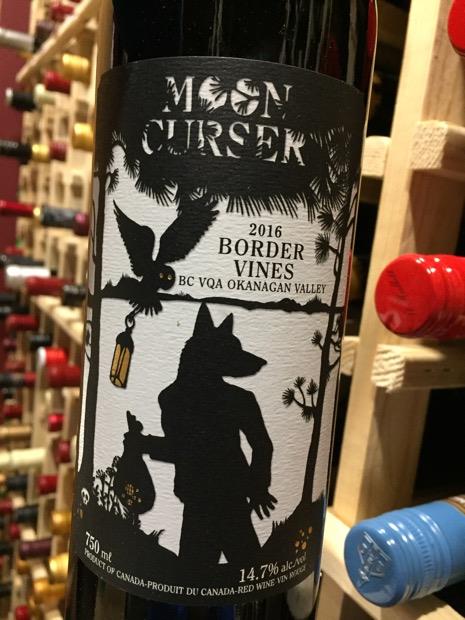 MOON
CURSER
2016
BORDER
VINES
BC VQA OKANAGAN VALLEY
750 ml
14.7% alc./vol
PRODUCT OF CANADA-PRODUIT DU CANADA-RED WINE VIN ROUGE